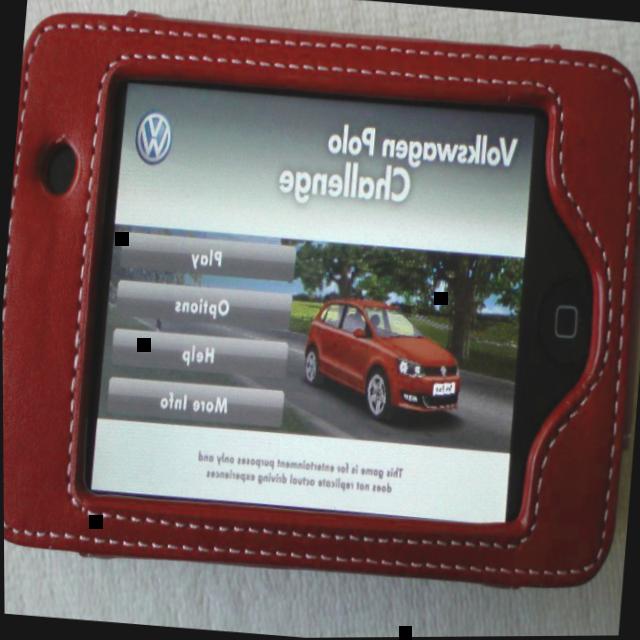 Volkswagen Polo
Challenge
Play
Options
Help
More Info
This game is for entertainment purposes only and
does not replicate actual driving experiences